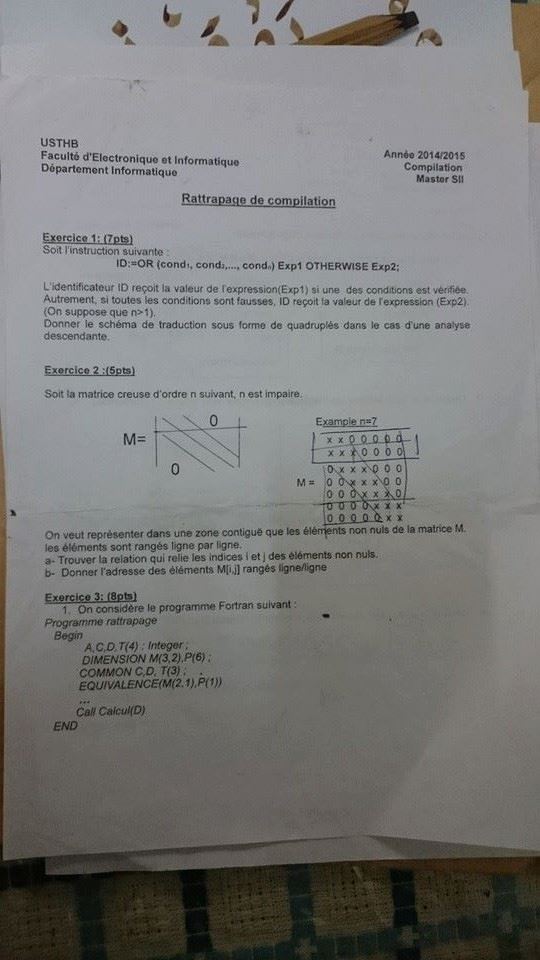 USTHB
Faculté d'Electronique et Informatique
Département Informatique
Année 2014/2015
Compilation
Master SII
Rattrapage de compilation
Exercice 1: (7pts)
Soit l'instruction suivante :
ID:=OR (cond₁, cond₂,..., condₙ) Exp1 OTHERWISE Exp2;
L'identificateur ID reçoit la valeur de l'expression(Exp1) si une des conditions est vérifiée.
Autrement, si toutes les conditions sont fausses, ID reçoit la valeur de l'expression (Exp2).
(On suppose que n>1).
Donner le schéma de traduction sous forme de quadruplés dans le cas d'une analyse
descendante.
Exercice 2 :(5pts)
Soit la matrice creuse d'ordre n suivant, n est impaire.
M=
0
0
Example n=7
M =
x x 0 0 0 0 0
x x x 0 0 0 0
0 x x x 0 0 0
0 0 x x x 0 0
0 0 0 x x x 0
0 0 0 0 x x x
0 0 0 0 0 x x
On veut représenter dans une zone contiguë que les éléments non nuls de la matrice M.
les éléments sont rangés ligne par ligne.
a- Trouver la relation qui relie les indices i et j des éléments non nuls.
b- Donner l'adresse des éléments M[i,j] rangés ligne/ligne
Exercice 3: (8pts)
1. On considère le programme Fortran suivant :
Programme rattrapage
Begin
A,C,D,T(4) : Integer ;
DIMENSION M(3,2),P(6) ;
COMMON C,D, T(3) ;
EQUIVALENCE(M(2,1),P(1))
...
Call Calcul(D)
END